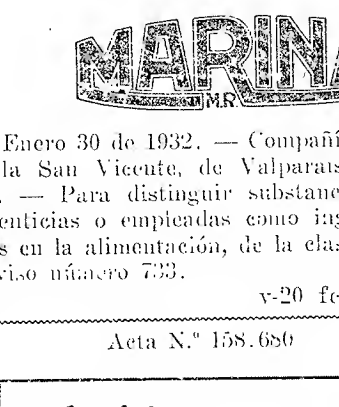 MARINA
M.R.
Enero 30 de 1932. — Compañí
la San Vicente, de Valparaís
. — Para distinguir substanc
enticias o empleadas como ing
s en la alimentación, de la clas
viso número 733.
v-20 fe
Acta N.º 158.680